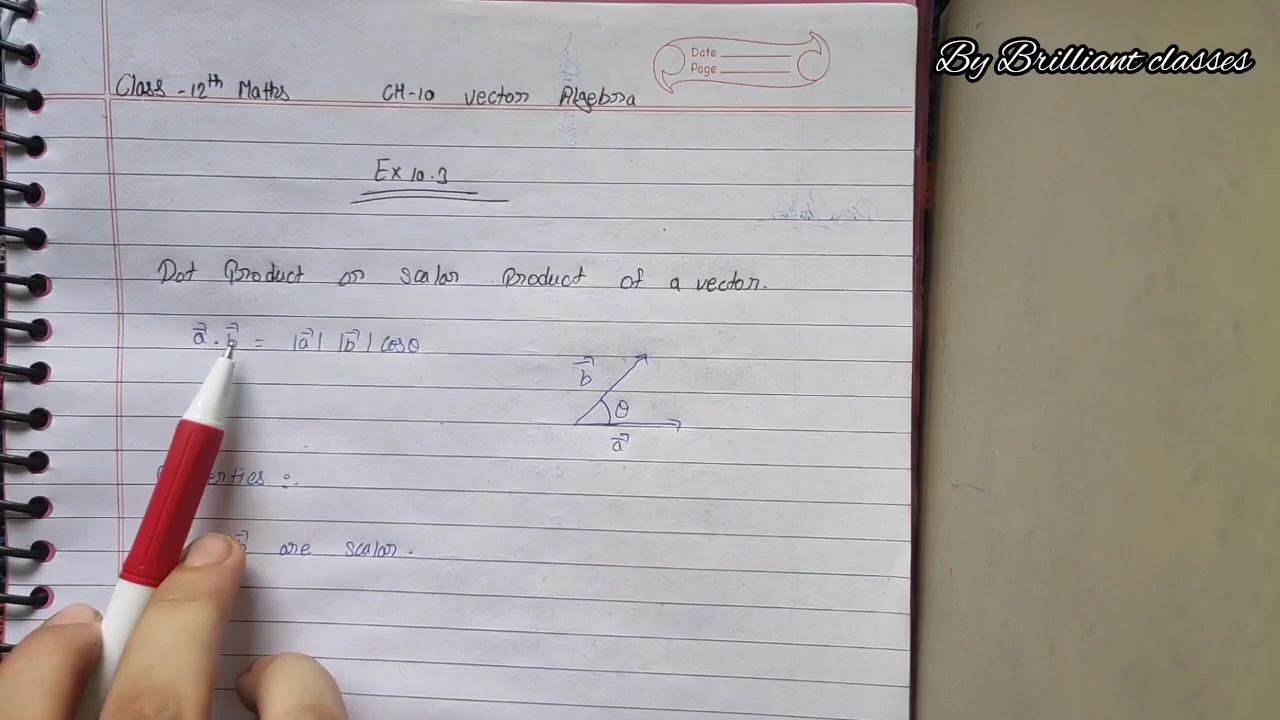 By Brilliant classes
Date
Page
Class - 12th Maths CH-10 vector Algebra
Ex 10.3
Dot Product or scalar product of a vector.
a⃗ . b⃗ = |a⃗| |b⃗| cosθ
b⃗
θ
a⃗
b⃗ are scalar.